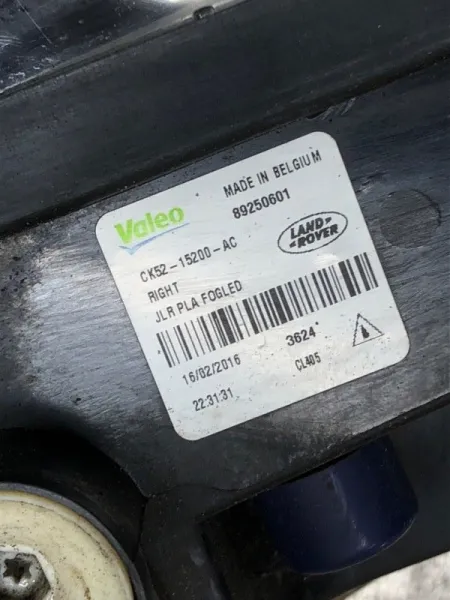 Valeo
MADE IN BELGIUM
89250601
CK52-15200-AC
LAND
ROVER
RIGHT
JLR PLA FOGLED
16/02/2016
3624
22:31:31
CL405